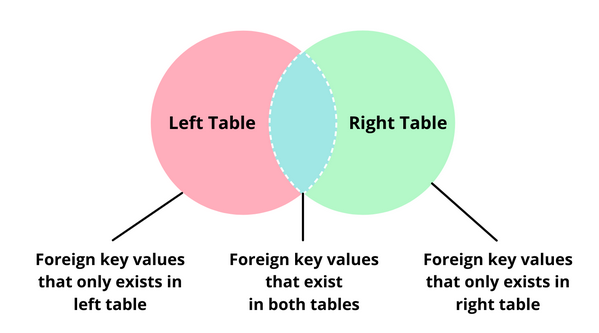 Left Table
Right Table
Foreign key values
that only exists in
left table
Foreign key values
that exist
in both tables
Foreign key values
that only exists in
right table